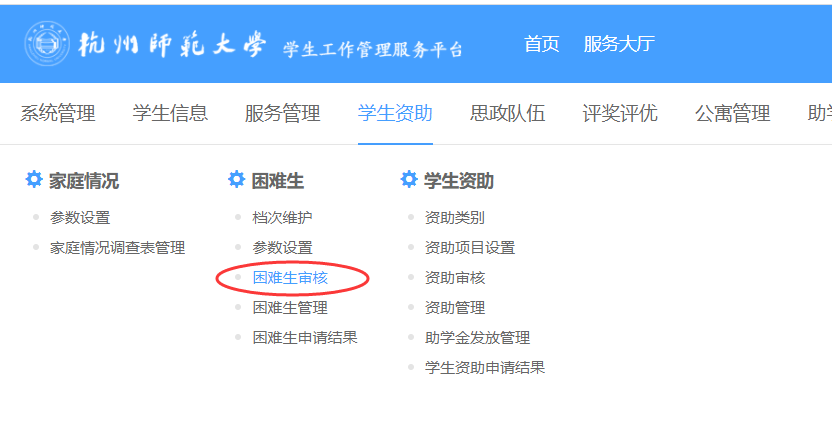 杭州师范大学 学生工作管理服务平台 首页 服务大厅
系统管理 学生信息 服务管理 学生资助 思政队伍 评奖评优 公寓管理 助学
家庭情况 困难生 学生资助
参数设置 档次维护 资助类别
家庭情况调查表管理 参数设置 资助项目设置
困难生审核 资助审核
困难生管理 资助管理
困难生申请结果 助学金发放管理
学生资助申请结果